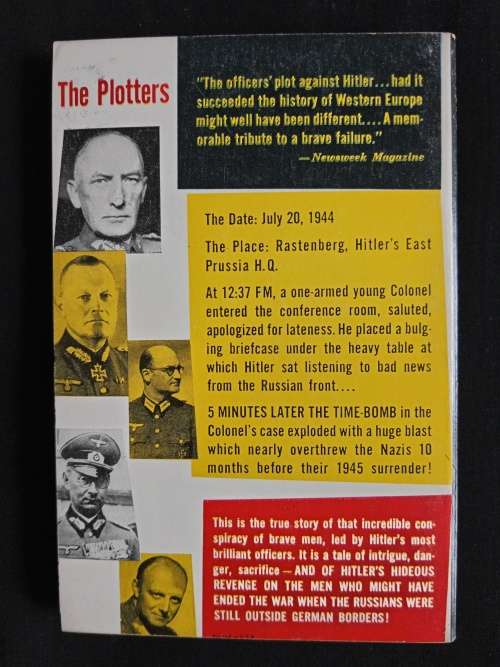 The Plotters
"The officers' plot against Hitler...had it
succeeded the history of Western Europe
might well have been different....A mem-
orable tribute to a brave failure."
—Newsweek Magazine
The Date: July 20, 1944
The Place: Rastenberg, Hitler's East
Prussia H.Q.
At 12:37 PM, a one-armed young Colonel
entered the conference room, saluted,
apologized for lateness. He placed a bulg-
ing briefcase under the heavy table at
which Hitler sat listening to bad news
from the Russian front....
5 MINUTES LATER THE TIME-BOMB in the
Colonel's case exploded with a huge blast
which nearly overthrew the Nazis 10
months before their 1945 surrender!
This is the true story of that incredible con-
spiracy of brave men, led by Hitler's most
brilliant officers. It is a tale of intrigue, dan-
ger, sacrifice — AND OF HITLER'S HIDEOUS
REVENGE ON THE MEN WHO MIGHT HAVE
ENDED THE WAR WHEN THE RUSSIANS WERE
STILL OUTSIDE GERMAN BORDERS!